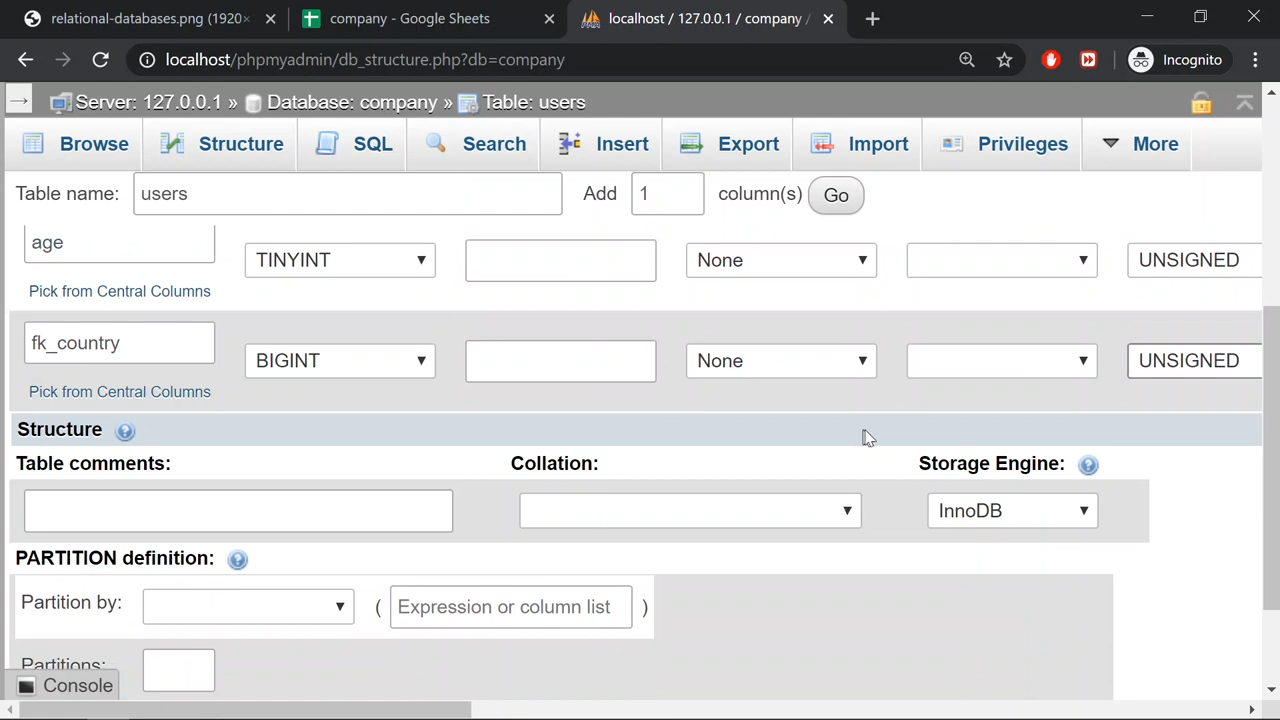 relational-databases.png (1920×
company - Google Sheets
localhost / 127.0.0.1 / company /
localhost/phpmyadmin/db_structure.php?db=company
Incognito
Server: 127.0.0.1 » Database: company » Table: users
Browse Structure SQL Search Insert Export Import Privileges More
Table name: users Add 1 column(s) Go
age TINYINT None UNSIGNED
Pick from Central Columns
fk_country BIGINT None UNSIGNED
Pick from Central Columns
Structure
Table comments: Collation: Storage Engine:
InnoDB
PARTITION definition:
Partition by: ( Expression or column list )
Partitions:
Console